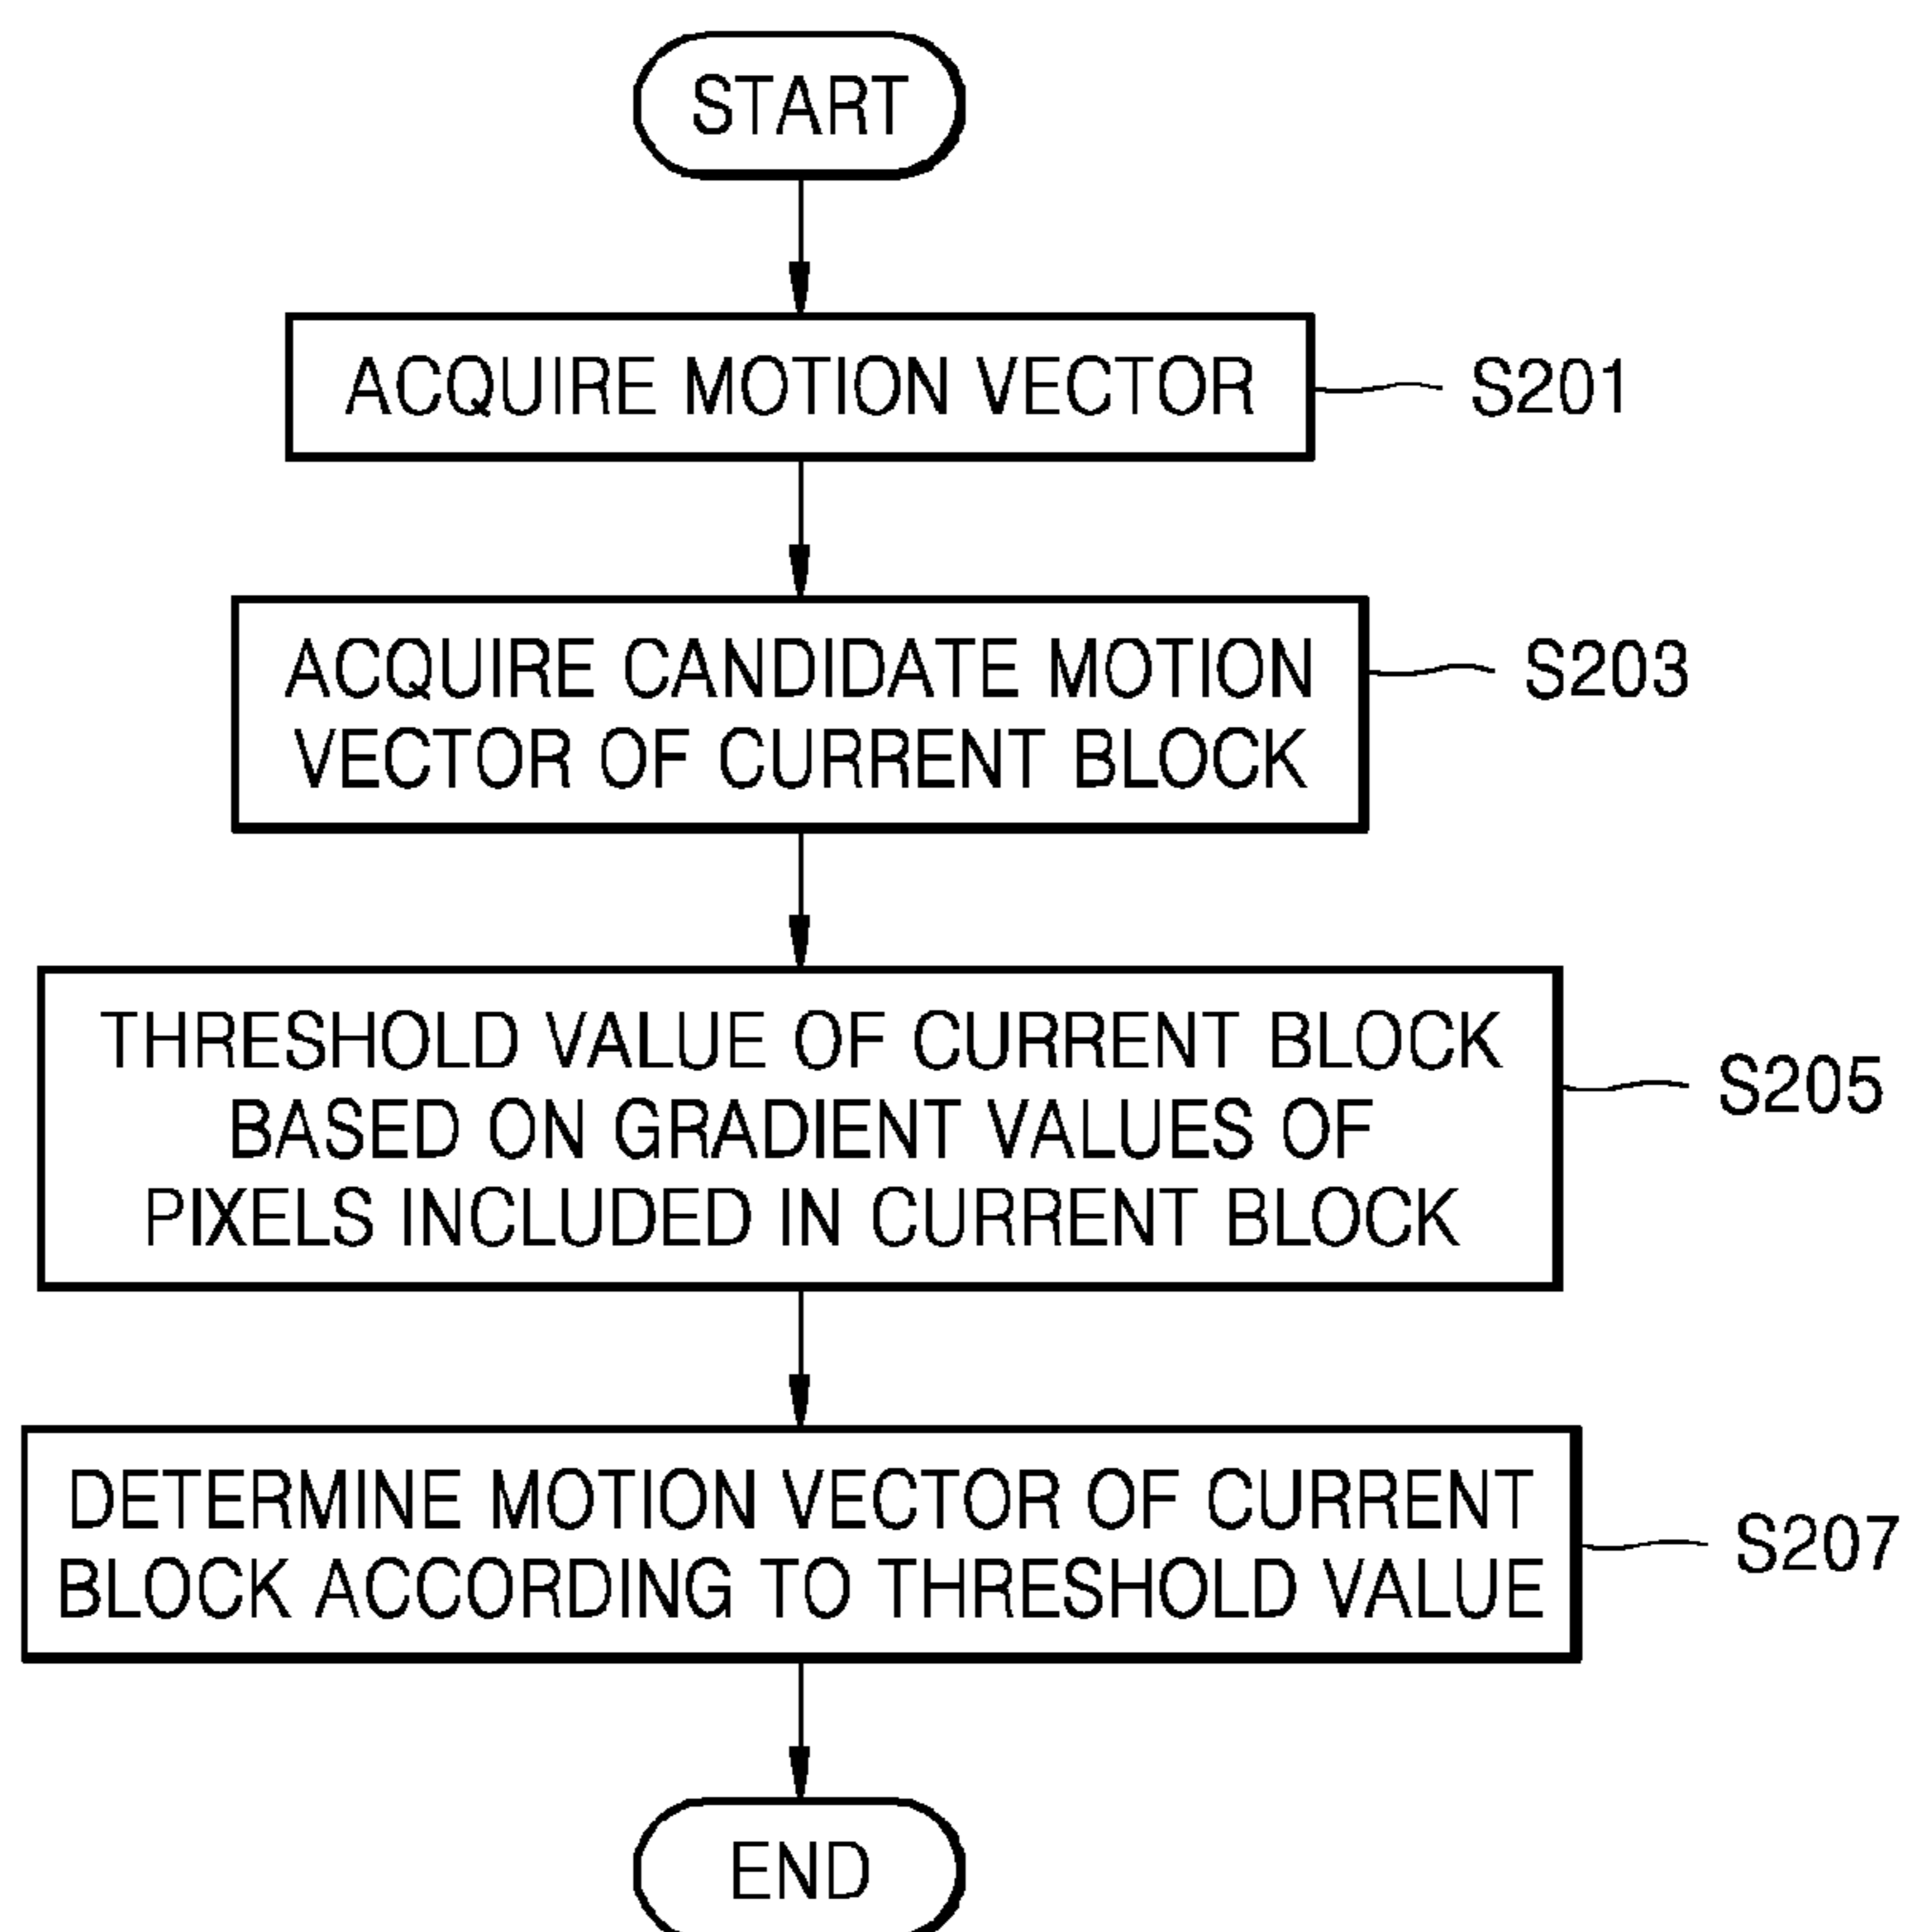 START
ACQUIRE MOTION VECTOR
S201
ACQUIRE CANDIDATE MOTION
VECTOR OF CURRENT BLOCK
S203
THRESHOLD VALUE OF CURRENT BLOCK
BASED ON GRADIENT VALUES OF
PIXELS INCLUDED IN CURRENT BLOCK
S205
DETERMINE MOTION VECTOR OF CURRENT
BLOCK ACCORDING TO THRESHOLD VALUE
S207
END